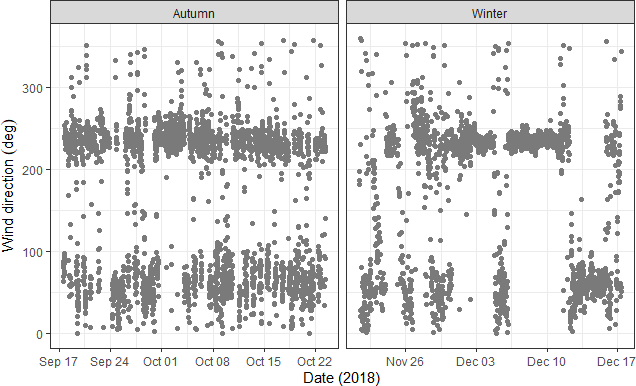 Autumn Winter
Wind direction (deg)
300
200
100
0
Sep 17 Sep 24 Oct 01 Oct 08 Oct 15 Oct 22 Nov 26 Dec 03 Dec 10 Dec 17
Date (2018)